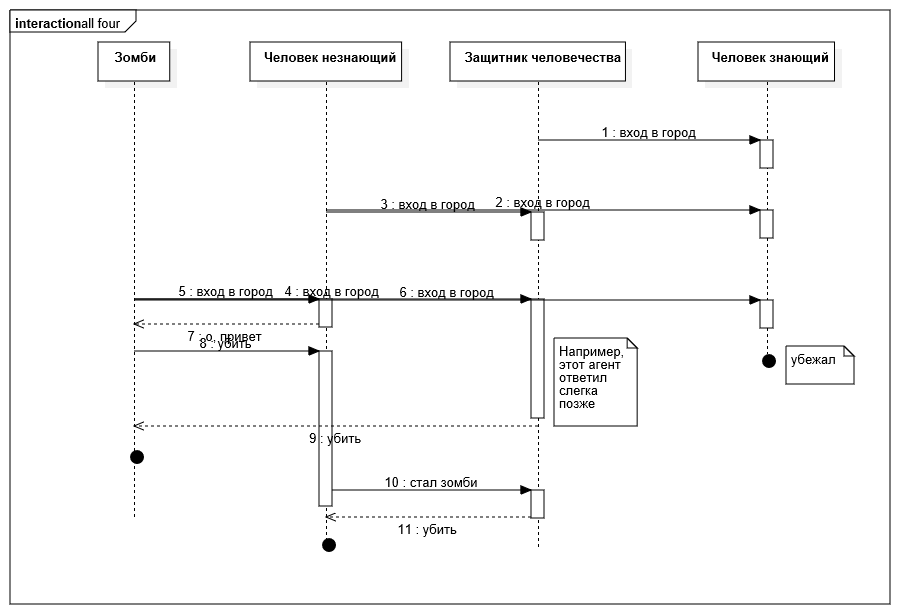 interactionall four
Зомби
Человек незнающий
Защитник человечества
Человек знающий
1 : вход в город
2 : вход в город
3 : вход в город
5 : вход в город
4 : вход в город
6 : вход в город
7 : о, привет
8 : убить
Например,
этот агент
ответил
слегка
позже
убежал
9 : убить
10 : стал зомби
11 : убить